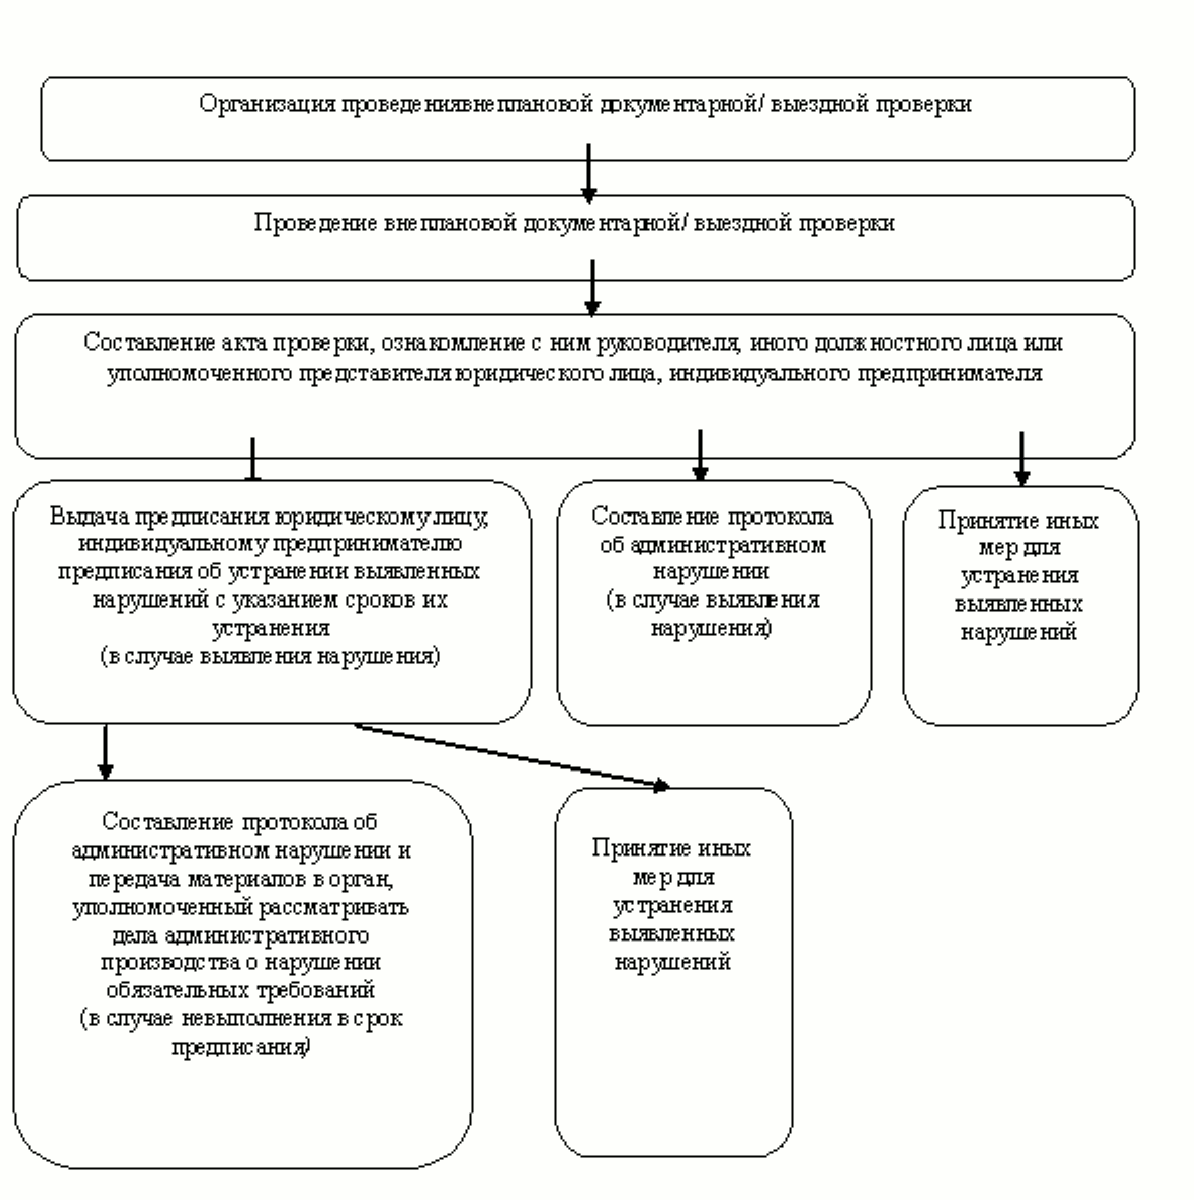 Организация проведениявнеплановой документарной/ выездной проверки
Проведение внеплановой документарной/ выездной проверки
Составление акта проверки, ознакомление с ним руководителя, иного должностного лица или
уполномоченного представителя юридического лица, индивидуального предпринимателя
Выдача предписания юридическому лицу,
индивидуальному предпринимателю
предписания об устранении выявленных
нарушений с указанием сроков их
устранения
(в случае выявления нарушения)
Составление протокола
об административном
нарушении
(в случае выявления
нарушения)
Принятие иных
мер для
устранения
выявленных
нарушений
Составление протокола об
административном нарушении и
передача материалов в орган,
уполномоченный рассматривать
дела административного
производства о нарушении
обязательных требований
(в случае невыполнения в срок
предписания)
Принятие иных
мер для
устранения
выявленных
нарушений